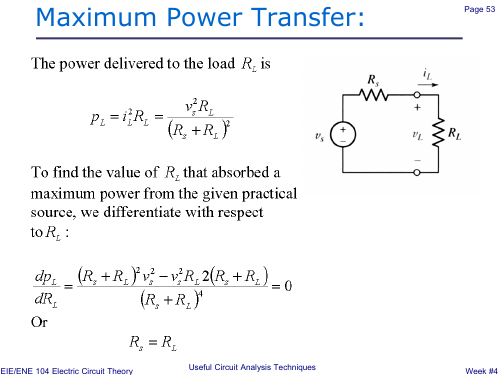 Maximum Power Transfer:
Page 53
The power delivered to the load R_L is
p_L = i_L^2 R_L = v_s^2 R_L / (R_s + R_L)^2
R_s
i_L
+
v_s
+
−
v_L
R_L
−
To find the value of R_L that absorbed a
maximum power from the given practical
source, we differentiate with respect
to R_L :
dp_L / dR_L = ((R_s + R_L)^2 v_s^2 − v_s^2 R_L 2(R_s + R_L)) / (R_s + R_L)^4 = 0
Or
R_s = R_L
EIE/ENE 104 Electric Circuit Theory
Useful Circuit Analysis Techniques
Week #4